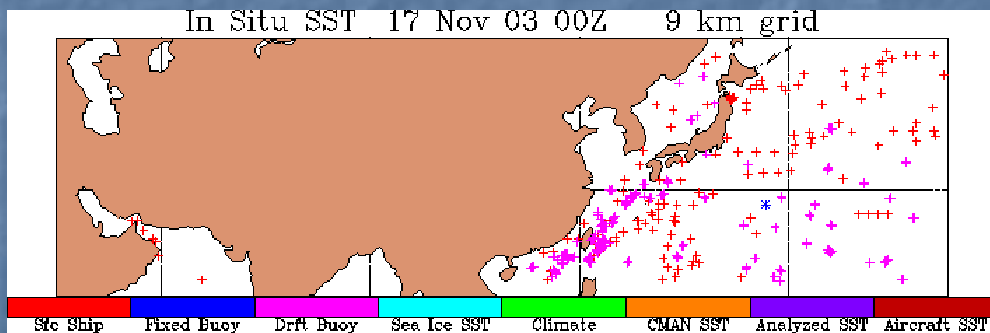 In Situ SST 17 Nov 03 00Z 9 km grid
Sfc Ship Fixed Buoy Drft Buoy Sea Ice SST Climate CMAN SST Analyzed SST Aircraft SST